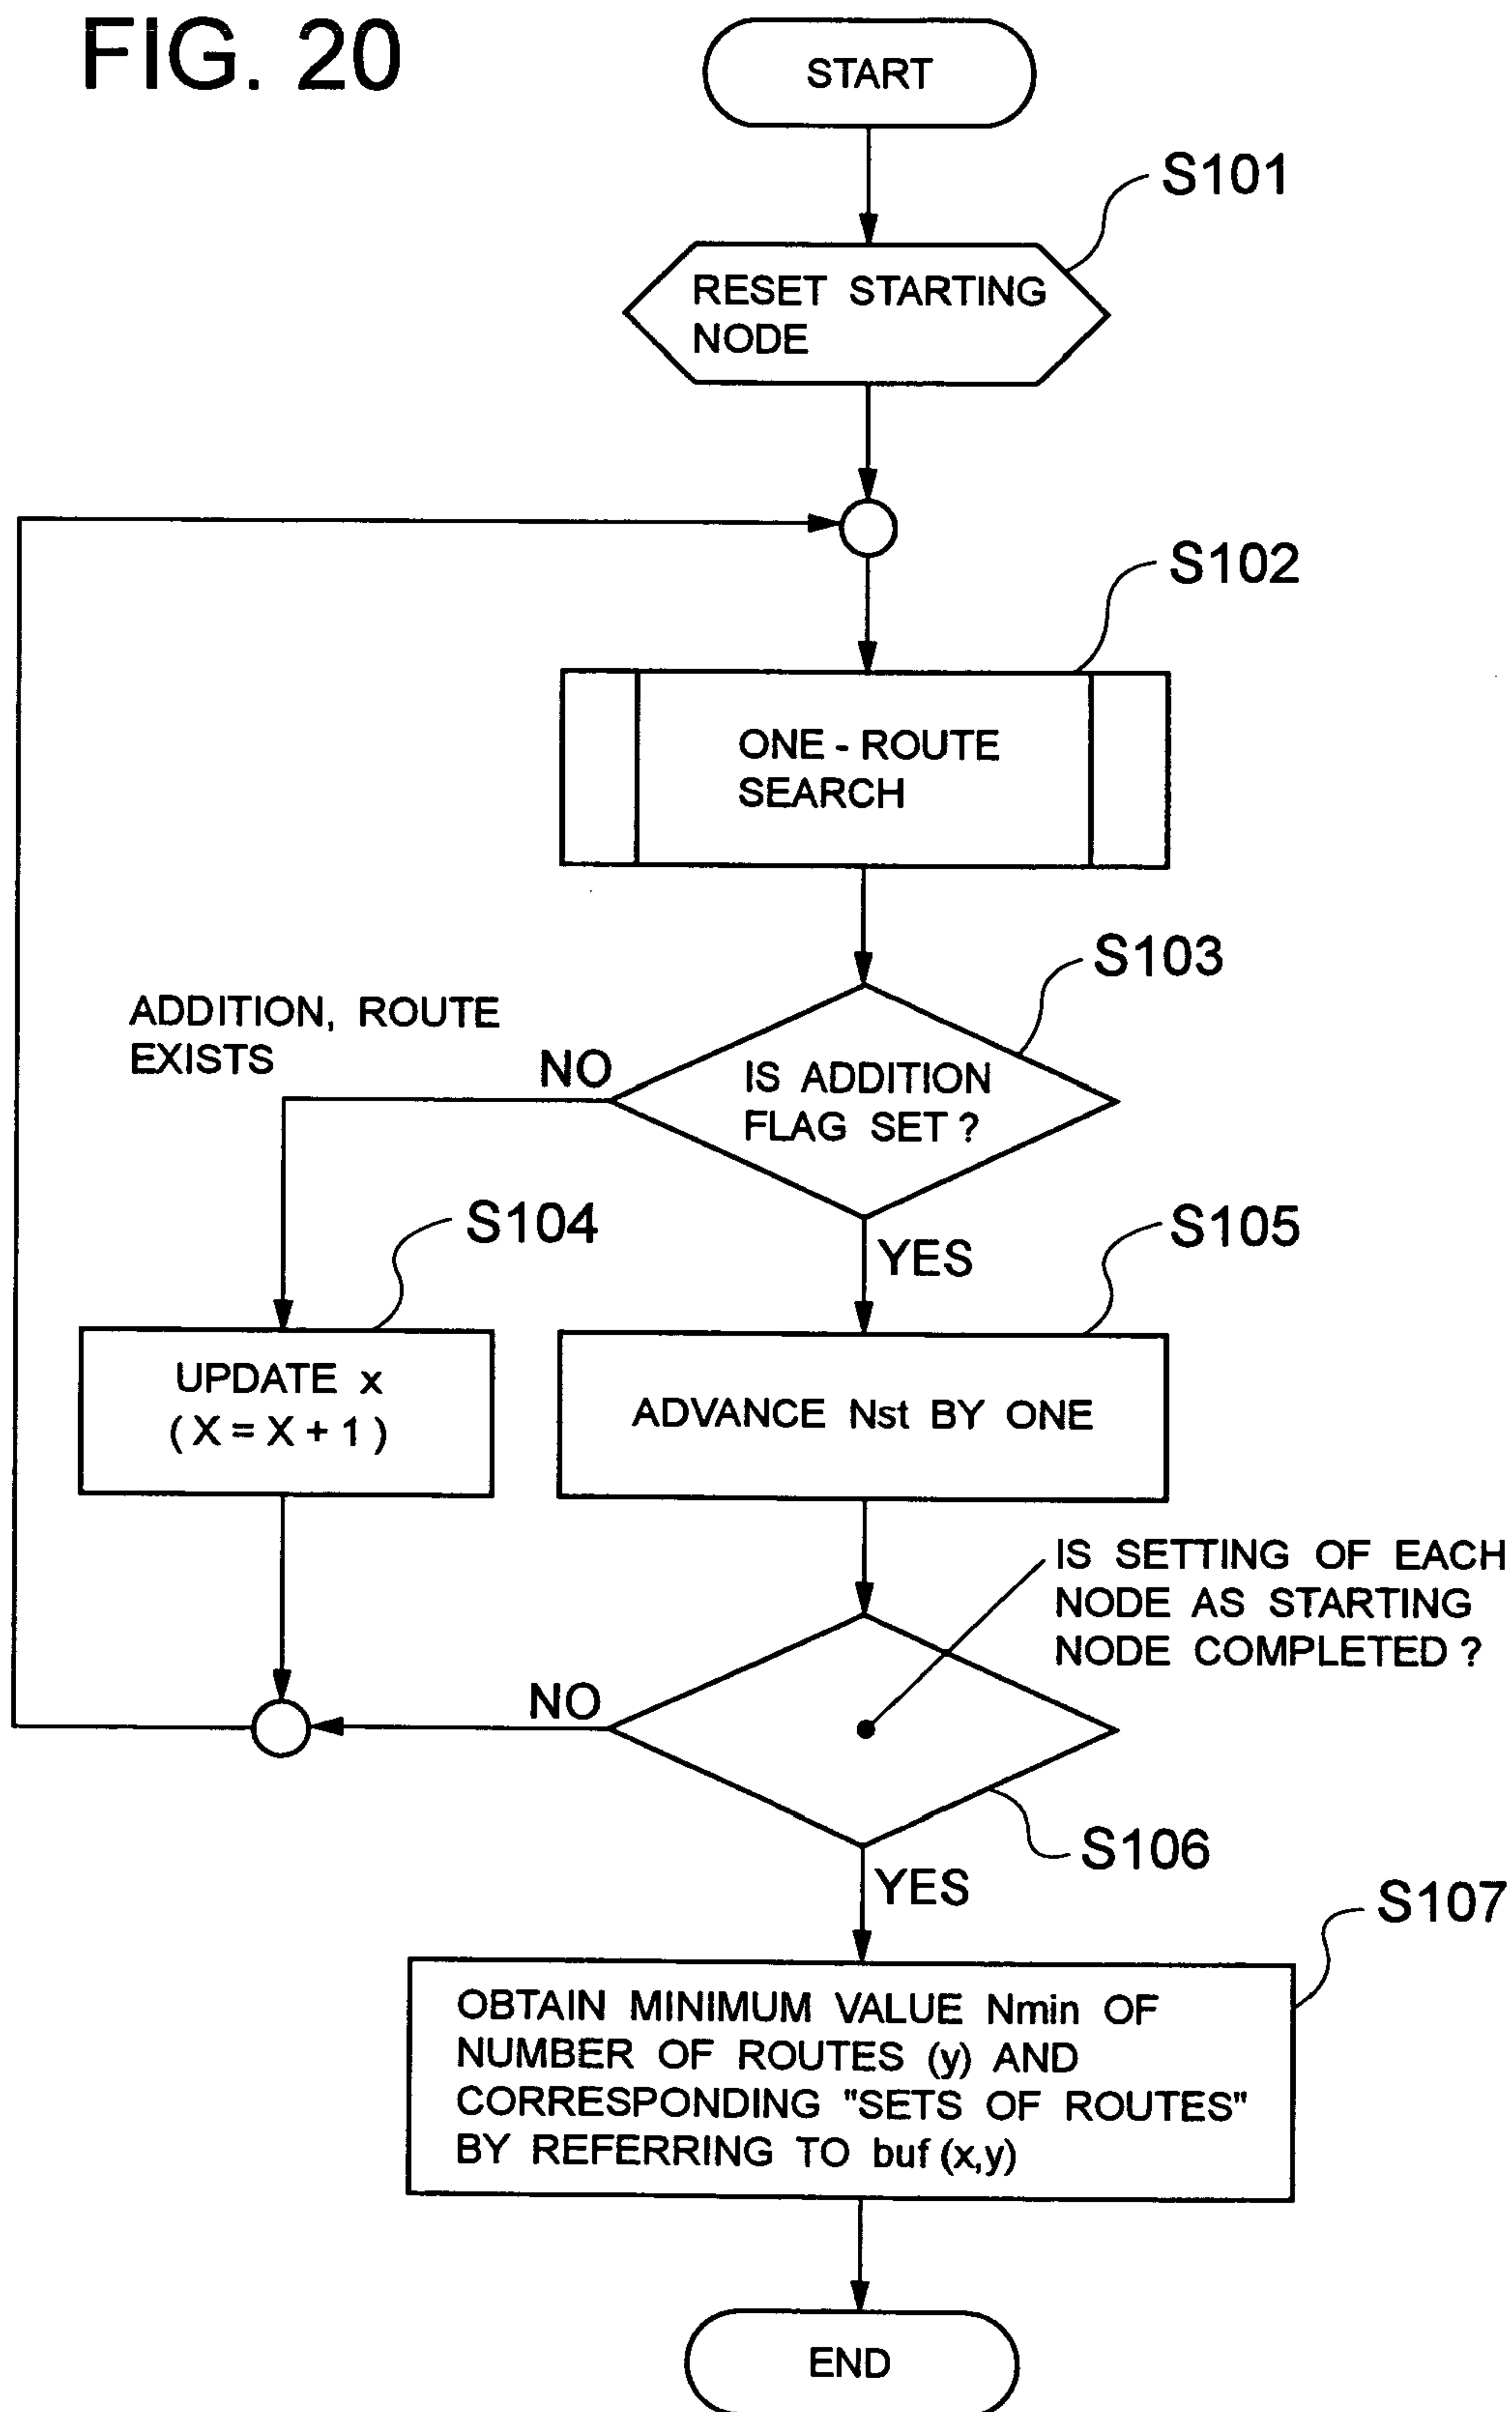 FIG. 20
START
S101
RESET STARTING
NODE
S102
ONE - ROUTE
SEARCH
S103
ADDITION, ROUTE
EXISTS
NO
IS ADDITION
FLAG SET ?
S104
YES
S105
UPDATE x
( X = X + 1 )
ADVANCE Nst BY ONE
IS SETTING OF EACH
NODE AS STARTING
NODE COMPLETED ?
NO
S106
YES
S107
OBTAIN MINIMUM VALUE Nmin OF
NUMBER OF ROUTES (y) AND
CORRESPONDING "SETS OF ROUTES"
BY REFERRING TO buf (x,y)
END